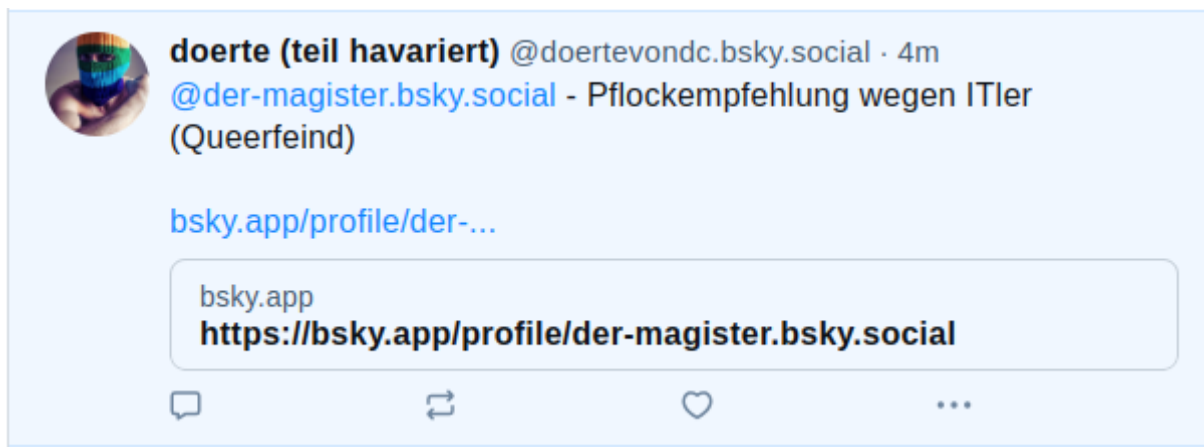 doerte (teil havariert) @doertevondc.bsky.social · 4m
@der-magister.bsky.social - Pflockempfehlung wegen ITler
(Queerfeind)
bsky.app/profile/der-...
bsky.app
https://bsky.app/profile/der-magister.bsky.social